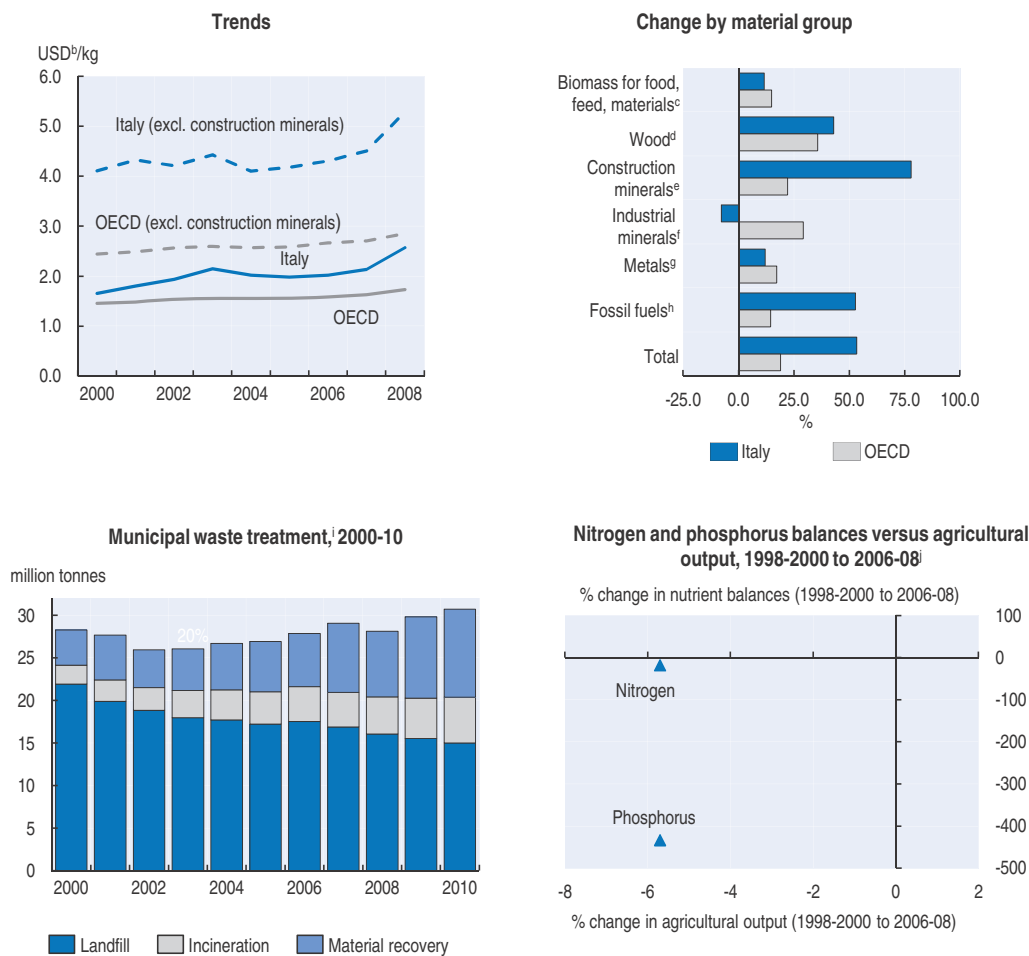 Trends
USDᵇ/kg
6.0
5.0
4.0
3.0
2.0
1.0
0.0
Italy (excl. construction minerals)
OECD (excl. construction minerals)
Italy
OECD
2000 2002 2004 2006 2008
Change by material group
Biomass for food,
feed, materialsᶜ
Woodᵈ
Construction
mineralsᵉ
Industrial
mineralsᶠ
Metalsᵍ
Fossil fuelsʰ
Total
-25.0 0.0 25.0 50.0 75.0 100.0
%
Italy OECD
Municipal waste treatment,ⁱ 2000-10
million tonnes
30
25
20
15
10
5
0
20%
2000 2002 2004 2006 2008 2010
Landfill Incineration Material recovery
Nitrogen and phosphorus balances versus agricultural
output, 1998-2000 to 2006-08ʲ
% change in nutrient balances (1998-2000 to 2006-08)
100
0
-100
-200
-300
-400
-500
Nitrogen
Phosphorus
-8 -6 -4 -2 0 2
% change in agricultural output (1998-2000 to 2006-08)